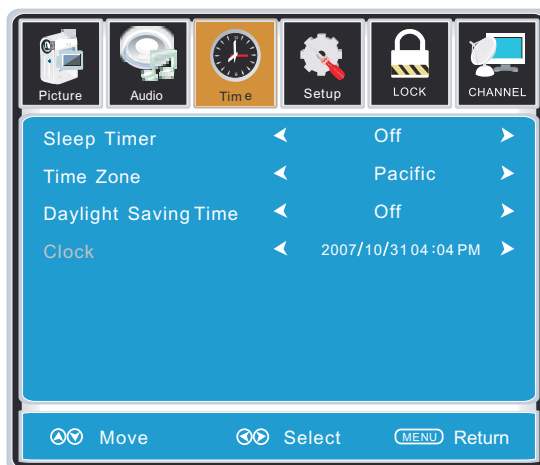 Picture Audio Time Setup LOCK CHANNEL
Sleep Timer Off
Time Zone Pacific
Daylight Saving Time Off
Clock 2007/10/31 04:04 PM
Move Select MENU Return